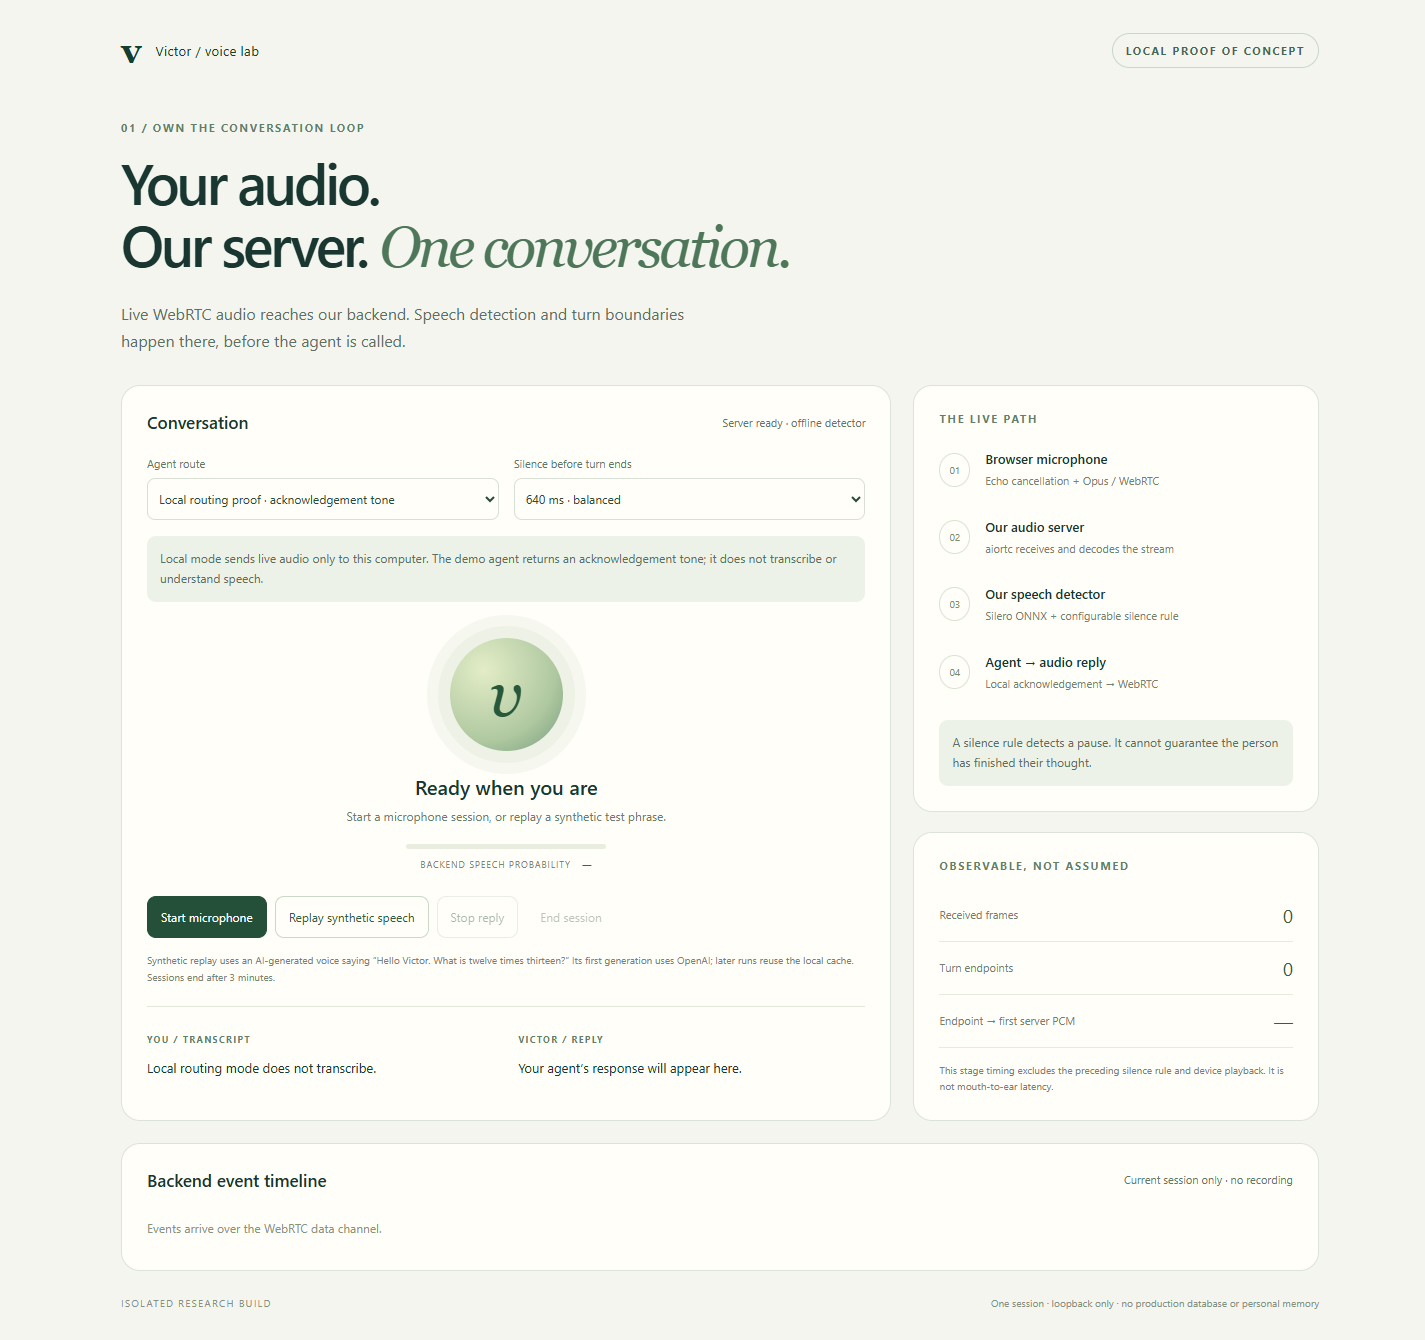 v Victor / voice lab
LOCAL PROOF OF CONCEPT
01 / OWN THE CONVERSATION LOOP
Your audio.
Our server. One conversation.
Live WebRTC audio reaches our backend. Speech detection and turn boundaries
happen there, before the agent is called.
Conversation
Server ready · offline detector
Agent route
Silence before turn ends
Local routing proof · acknowledgement tone
640 ms · balanced
Local mode sends live audio only to this computer. The demo agent returns an acknowledgement tone; it does not transcribe or
understand speech.
v
Ready when you are
Start a microphone session, or replay a synthetic test phrase.
BACKEND SPEECH PROBABILITY —
Start microphone
Replay synthetic speech
Stop reply
End session
Synthetic replay uses an AI-generated voice saying “Hello Victor. What is twelve times thirteen?” Its first generation uses OpenAI; later runs reuse the local cache.
Sessions end after 3 minutes.
YOU / TRANSCRIPT
Local routing mode does not transcribe.
VICTOR / REPLY
Your agent’s response will appear here.
THE LIVE PATH
01
Browser microphone
Echo cancellation + Opus / WebRTC
02
Our audio server
aiortc receives and decodes the stream
03
Our speech detector
Silero ONNX + configurable silence rule
04
Agent → audio reply
Local acknowledgement → WebRTC
A silence rule detects a pause. It cannot guarantee the person
has finished their thought.
OBSERVABLE, NOT ASSUMED
Received frames 0
Turn endpoints 0
Endpoint → first server PCM —
This stage timing excludes the preceding silence rule and device playback. It is
not mouth-to-ear latency.
Backend event timeline
Current session only · no recording
Events arrive over the WebRTC data channel.
ISOLATED RESEARCH BUILD
One session · loopback only · no production database or personal memory